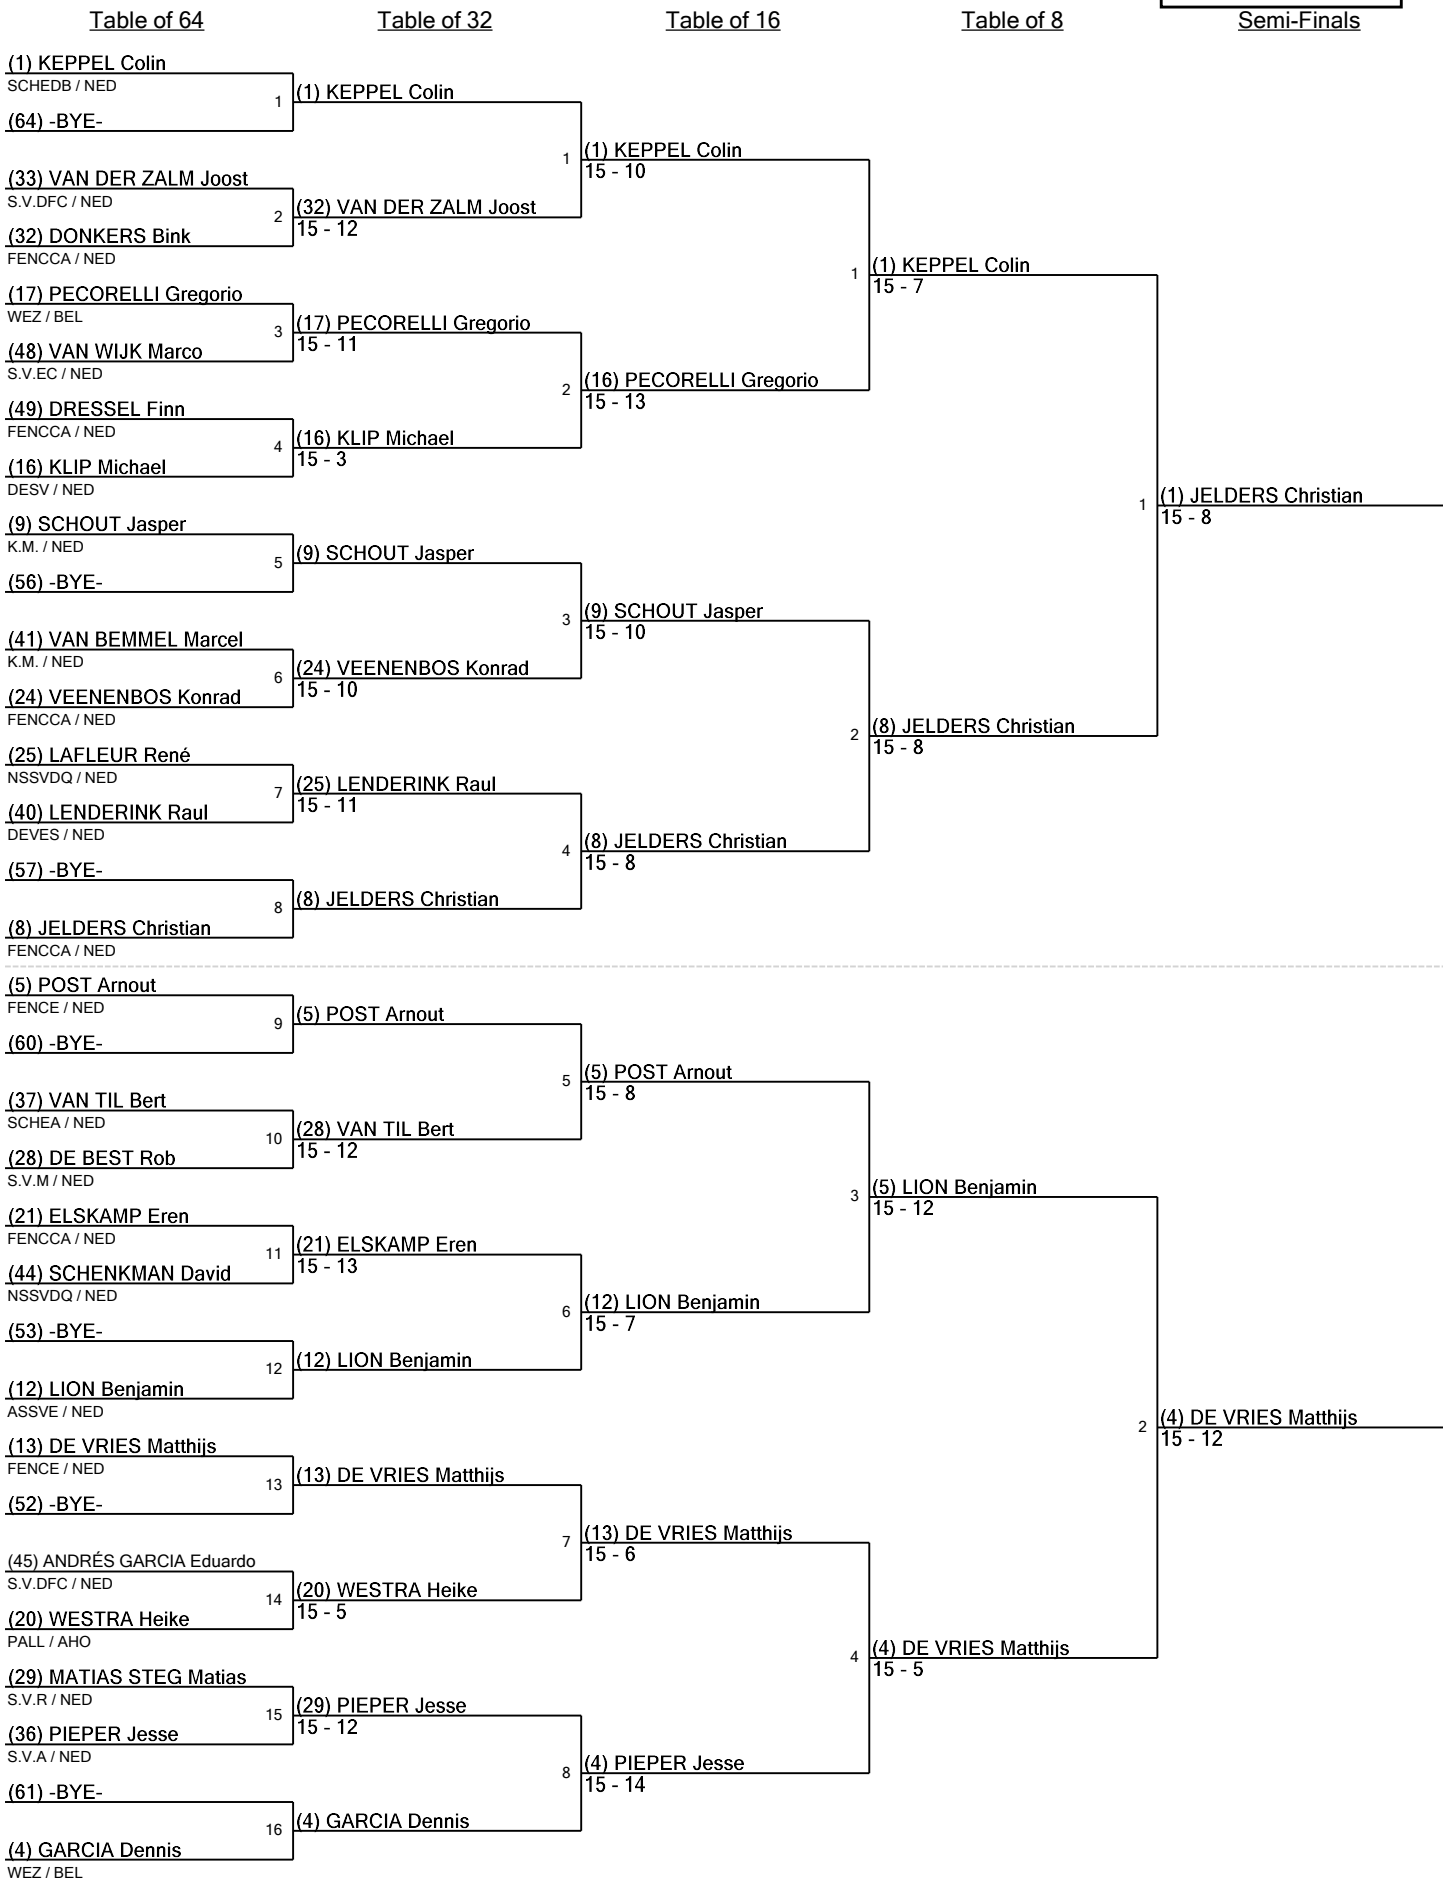 Table of 64
Table of 32
Table of 16
Table of 8
Semi-Finals
(1) KEPPEL Colin
SCHEDB / NED
1
(64) -BYE-
(33) VAN DER ZALM Joost
S.V.DFC / NED
2
(32) DONKERS Bink
FENCCA / NED
(17) PECORELLI Gregorio
WEZ / BEL
3
(48) VAN WIJK Marco
S.V.EC / NED
(49) DRESSEL Finn
FENCCA / NED
4
(16) KLIP Michael
DESV / NED
(9) SCHOUT Jasper
K.M. / NED
5
(56) -BYE-
(41) VAN BEMMEL Marcel
K.M. / NED
6
(24) VEENENBOS Konrad
FENCCA / NED
(25) LAFLEUR René
NSSVDQ / NED
7
(40) LENDERINK Raul
DEVES / NED
(57) -BYE-
8
(8) JELDERS Christian
FENCCA / NED
(5) POST Arnout
FENCE / NED
9
(60) -BYE-
(37) VAN TIL Bert
SCHEA / NED
10
(28) DE BEST Rob
S.V.M / NED
(21) ELSKAMP Eren
FENCCA / NED
11
(44) SCHENKMAN David
NSSVDQ / NED
(53) -BYE-
12
(12) LION Benjamin
ASSVE / NED
(13) DE VRIES Matthijs
FENCE / NED
13
(52) -BYE-
(45) ANDRÉS GARCIA Eduardo
S.V.DFC / NED
14
(20) WESTRA Heike
PALL / AHO
(29) MATIAS STEG Matias
S.V.R / NED
15
(36) PIEPER Jesse
S.V.A / NED
(61) -BYE-
16
(4) GARCIA Dennis
WEZ / BEL
(1) KEPPEL Colin
1
(32) VAN DER ZALM Joost
15 - 12
(17) PECORELLI Gregorio
15 - 11
2
(16) KLIP Michael
15 - 3
(9) SCHOUT Jasper
3
(24) VEENENBOS Konrad
15 - 10
(25) LENDERINK Raul
15 - 11
4
(8) JELDERS Christian
(5) POST Arnout
5
(28) VAN TIL Bert
15 - 12
(21) ELSKAMP Eren
15 - 13
6
(12) LION Benjamin
(13) DE VRIES Matthijs
7
(20) WESTRA Heike
15 - 5
(29) PIEPER Jesse
15 - 12
8
(4) GARCIA Dennis
(1) KEPPEL Colin
15 - 10
1
(16) PECORELLI Gregorio
15 - 13
(9) SCHOUT Jasper
15 - 10
2
(8) JELDERS Christian
15 - 8
(5) POST Arnout
15 - 8
3
(12) LION Benjamin
15 - 7
(13) DE VRIES Matthijs
15 - 6
4
(4) PIEPER Jesse
15 - 14
(1) KEPPEL Colin
15 - 7
1
(8) JELDERS Christian
15 - 8
(5) LION Benjamin
15 - 12
2
(4) DE VRIES Matthijs
15 - 5
(1) JELDERS Christian
15 - 8
(4) DE VRIES Matthijs
15 - 12